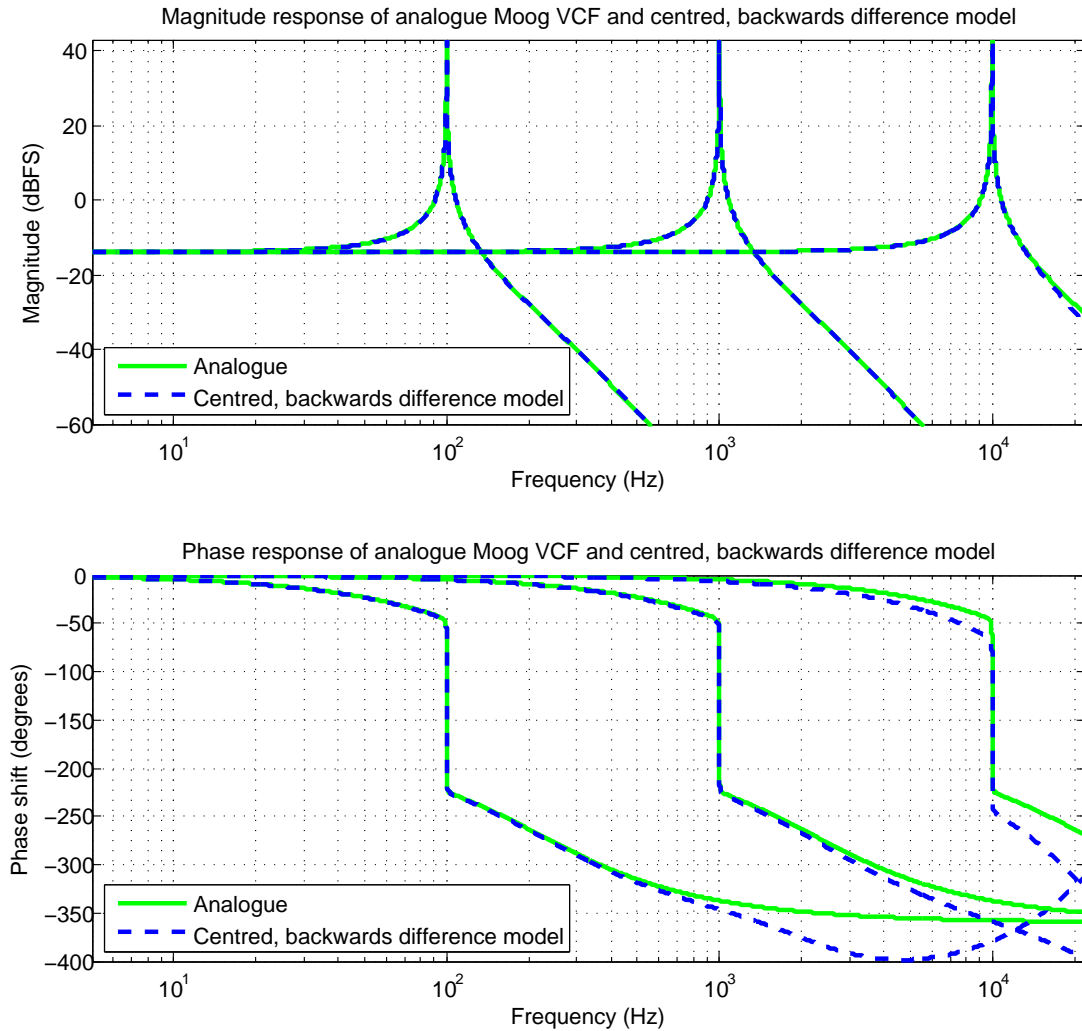 Magnitude response of analogue Moog VCF and centred, backwards difference model
40
20
0
−20
−40
−60
Magnitude (dBFS)
Analogue
Centred, backwards difference model
10^1
10^2
10^3
10^4
Frequency (Hz)
Phase response of analogue Moog VCF and centred, backwards difference model
0
−50
−100
−150
−200
−250
−300
−350
−400
Phase shift (degrees)
Analogue
Centred, backwards difference model
10^1
10^2
10^3
10^4
Frequency (Hz)